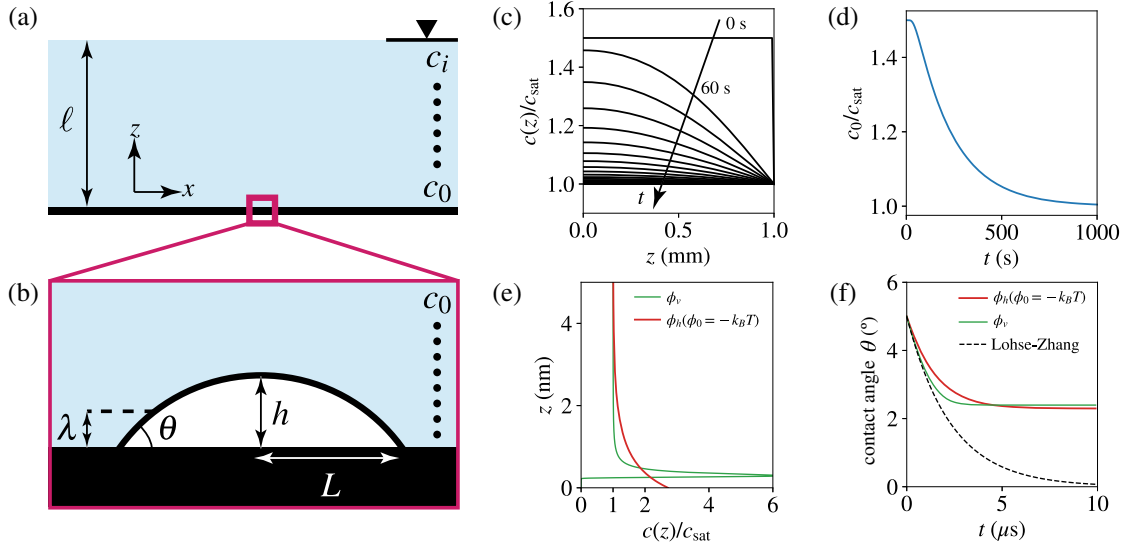 (a)
ℓ
z
x
c_i
c_0
(b)
c_0
λ
θ
h
L
(c)
1.6
1.4
1.2
1.0
c(z)/c_sat
0 s
60 s
t
0.0 0.5 1.0
z (mm)
(d)
1.4
1.2
1.0
c_0/c_sat
0 500 1000
t (s)
(e)
ϕ_v
ϕ_h(ϕ_0 = −k_BT)
4
2
0
z (nm)
0 1 2 4 6
c(z)/c_sat
(f)
ϕ_h(ϕ_0 = −k_BT)
ϕ_v
Lohse-Zhang
6
4
2
0
contact angle θ (°)
0 5 10
t (μs)